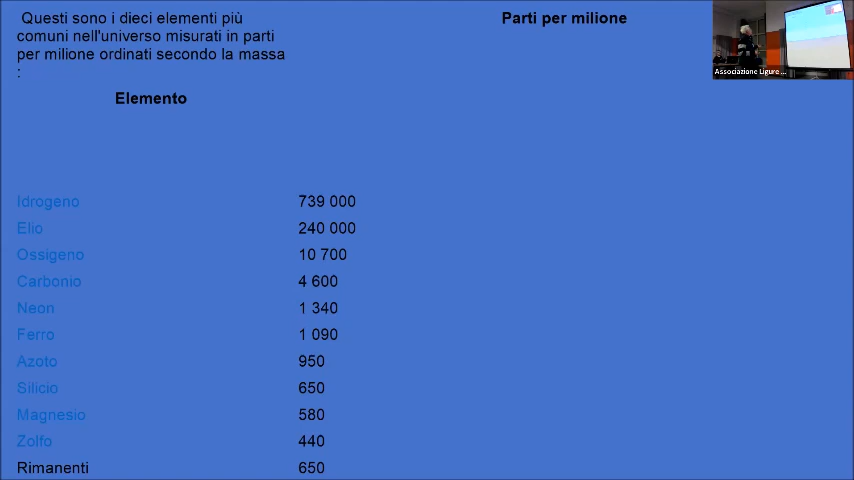 Questi sono i dieci elementi più
comuni nell'universo misurati in parti
per milione ordinati secondo la massa
:
Elemento
Parti per milione
Associazione Ligure ...
Idrogeno 739 000
Elio 240 000
Ossigeno 10 700
Carbonio 4 600
Neon 1 340
Ferro 1 090
Azoto 950
Silicio 650
Magnesio 580
Zolfo 440
Rimanenti 650